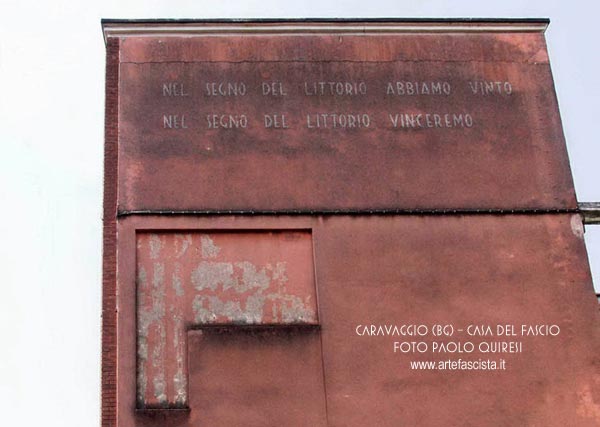 NEL SEGNO DEL LITTORIO ABBIAMO VINTO
NEL SEGNO DEL LITTORIO VINCEREMO
CARAVAGGIO (BG) – CASA DEL FASCIO
FOTO PAOLO QUIRESI
www.artefascista.it